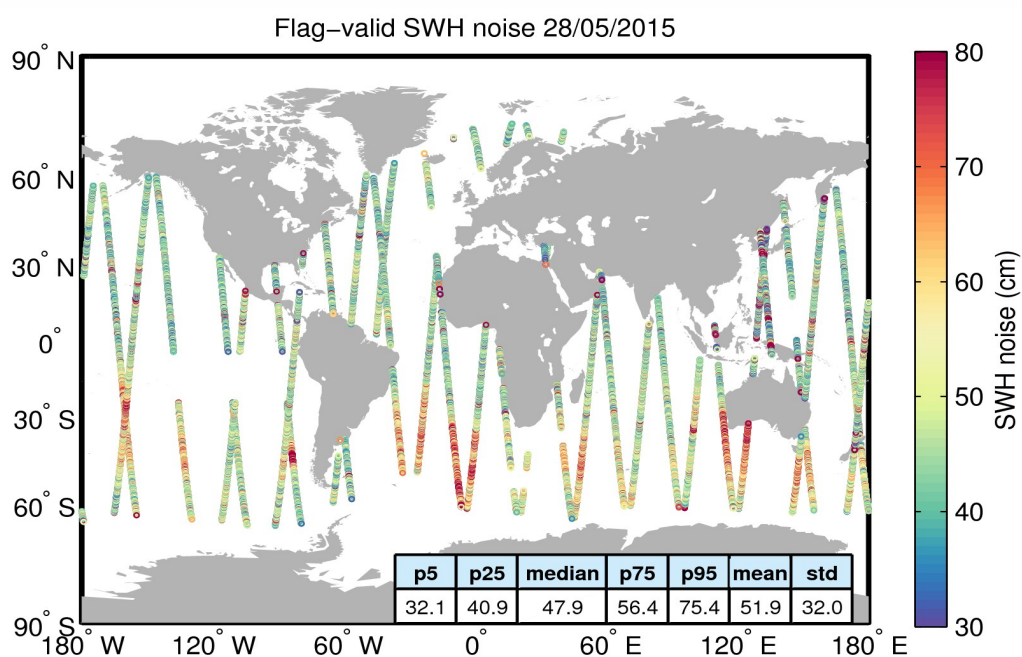 Flag−valid SWH noise 28/05/2015
90° N
60° N
30° N
0°
30° S
60° S
90° S
180° W
120° W
60° W
0°
60° E
120° E
180° E
80
70
60
50
40
30
SWH noise (cm)
p5 p25 median p75 p95 mean std
32.1 40.9 47.9 56.4 75.4 51.9 32.0